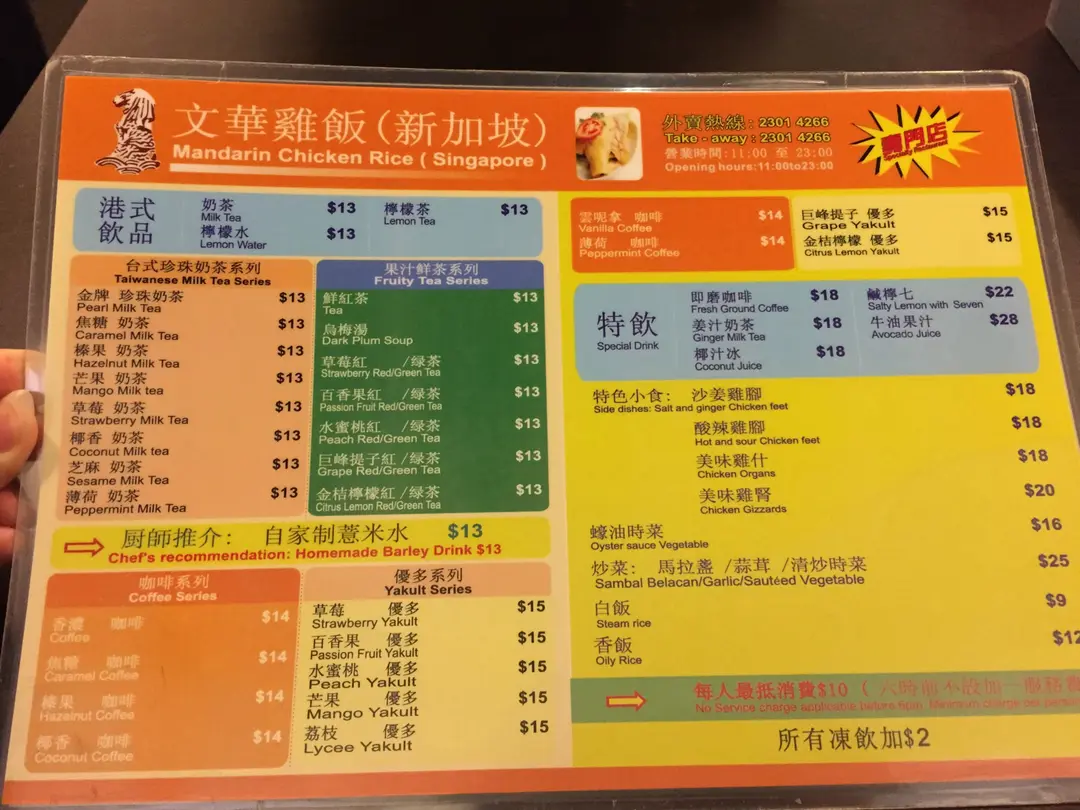 文華雞飯(新加坡)
Mandarin Chicken Rice ( Singapore )
外賣熱線: 2301 4266
Take - away : 2301 4266
營業時間:11:00 至 23:00
Opening hours:11:00to23:00
專門店
Specialty Restaurant
港式
飲品
奶茶 $13
Milk Tea
檸檬水 $13
Lemon Water
檸檬茶 $13
Lemon Tea
台式珍珠奶茶系列
Taiwanese Milk Tea Series
金牌 珍珠奶茶 $13
Pearl Milk Tea
焦糖 奶茶 $13
Caramel Milk Tea
榛果 奶茶 $13
Hazelnut Milk Tea
芒果 奶茶 $13
Mango Milk tea
草莓 奶茶 $13
Strawberry Milk Tea
椰香 奶茶 $13
Coconut Milk tea
芝麻 奶茶 $13
Sesame Milk Tea
薄荷 奶茶 $13
Peppermint Milk Tea
果汁鮮茶系列
Fruity Tea Series
鮮紅茶 $13
Tea
烏梅湯 $13
Dark Plum Soup
草莓紅 /绿茶 $13
Strawberry Red/Green Tea
百香果紅 /绿茶 $13
Passion Fruit Red/Green Tea
水蜜桃紅 /绿茶 $13
Peach Red/Green Tea
巨峰提子紅 /绿茶 $13
Grape Red/Green Tea
金桔檸檬紅 /绿茶 $13
Citrus Lemon Red/Green Tea
厨師推介: 自家制薏米水 $13
Chef's recommendation: Homemade Barley Drink $13
咖啡系列
Coffee Series
香濃 咖啡 $14
Coffee
焦糖 咖啡 $14
Caramel Coffee
榛果 咖啡 $14
Hazelnut Coffee
椰香 咖啡 $14
Coconut Coffee
優多系列
Yakult Series
草莓 優多 $15
Strawberry Yakult
百香果 優多 $15
Passion Fruit Yakult
水蜜桃 優多 $15
Peach Yakult
芒果 優多 $15
Mango Yakult
荔枝 優多 $15
Lycee Yakult
雲呢拿 咖啡 $14
Vanilla Coffee
薄荷 咖啡 $14
Pappermint Coffee
巨峰提子 優多 $15
Grape Yakult
金桔檸檬 優多 $15
Citrus Lemon Yakult
特飲
Special Drink
即磨咖啡 $18
Fresh Ground Coffee
姜汁奶茶 $18
Ginger Milk Tea
椰汁冰 $18
Coconut Juice
鹹檸七 $22
Salty Lemon with Seven
牛油果汁 $28
Avocado Juice
特色小食: 沙姜雞腳 $18
Side dishes: Salt and ginger Chicken feet
酸辣雞腳 $18
Hot and sour Chicken feet
美味雞什 $18
Chicken Organs
美味雞腎 $20
Chicken Gizzards
蠔油時菜 $16
Oyster sauce Vegetable
炒菜: 馬拉盞 /蒜茸 /清炒時菜 $25
Sambal Belacan/Garlic/Sautéed Vegetable
白飯 $9
Steam rice
香飯 $12
Oily Rice
每人最抵消費$10 ( 六時前不設加一服務
No Service charge applicable before 6pm. Minimum charge per
所有凍飲加$2